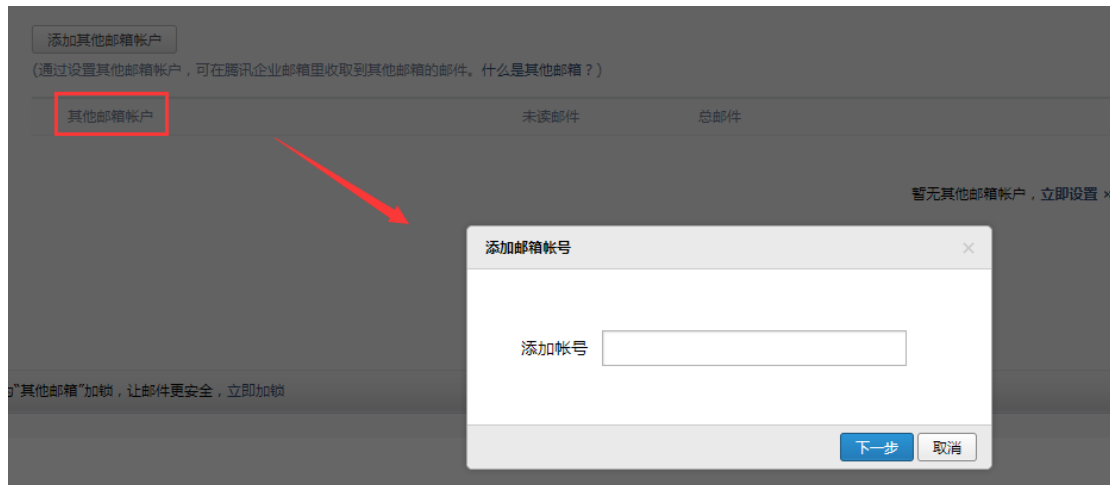 添加其他邮箱帐户
(通过设置其他邮箱帐户，可在腾讯企业邮箱里收取到其他邮箱的邮件。什么是其他邮箱？)
其他邮箱帐户 未读邮件 总邮件
暂无其他邮箱帐户，立即设置 »
添加邮箱帐号 ×
添加帐号
"其他邮箱"加锁，让邮件更安全，立即加锁
下一步 取消